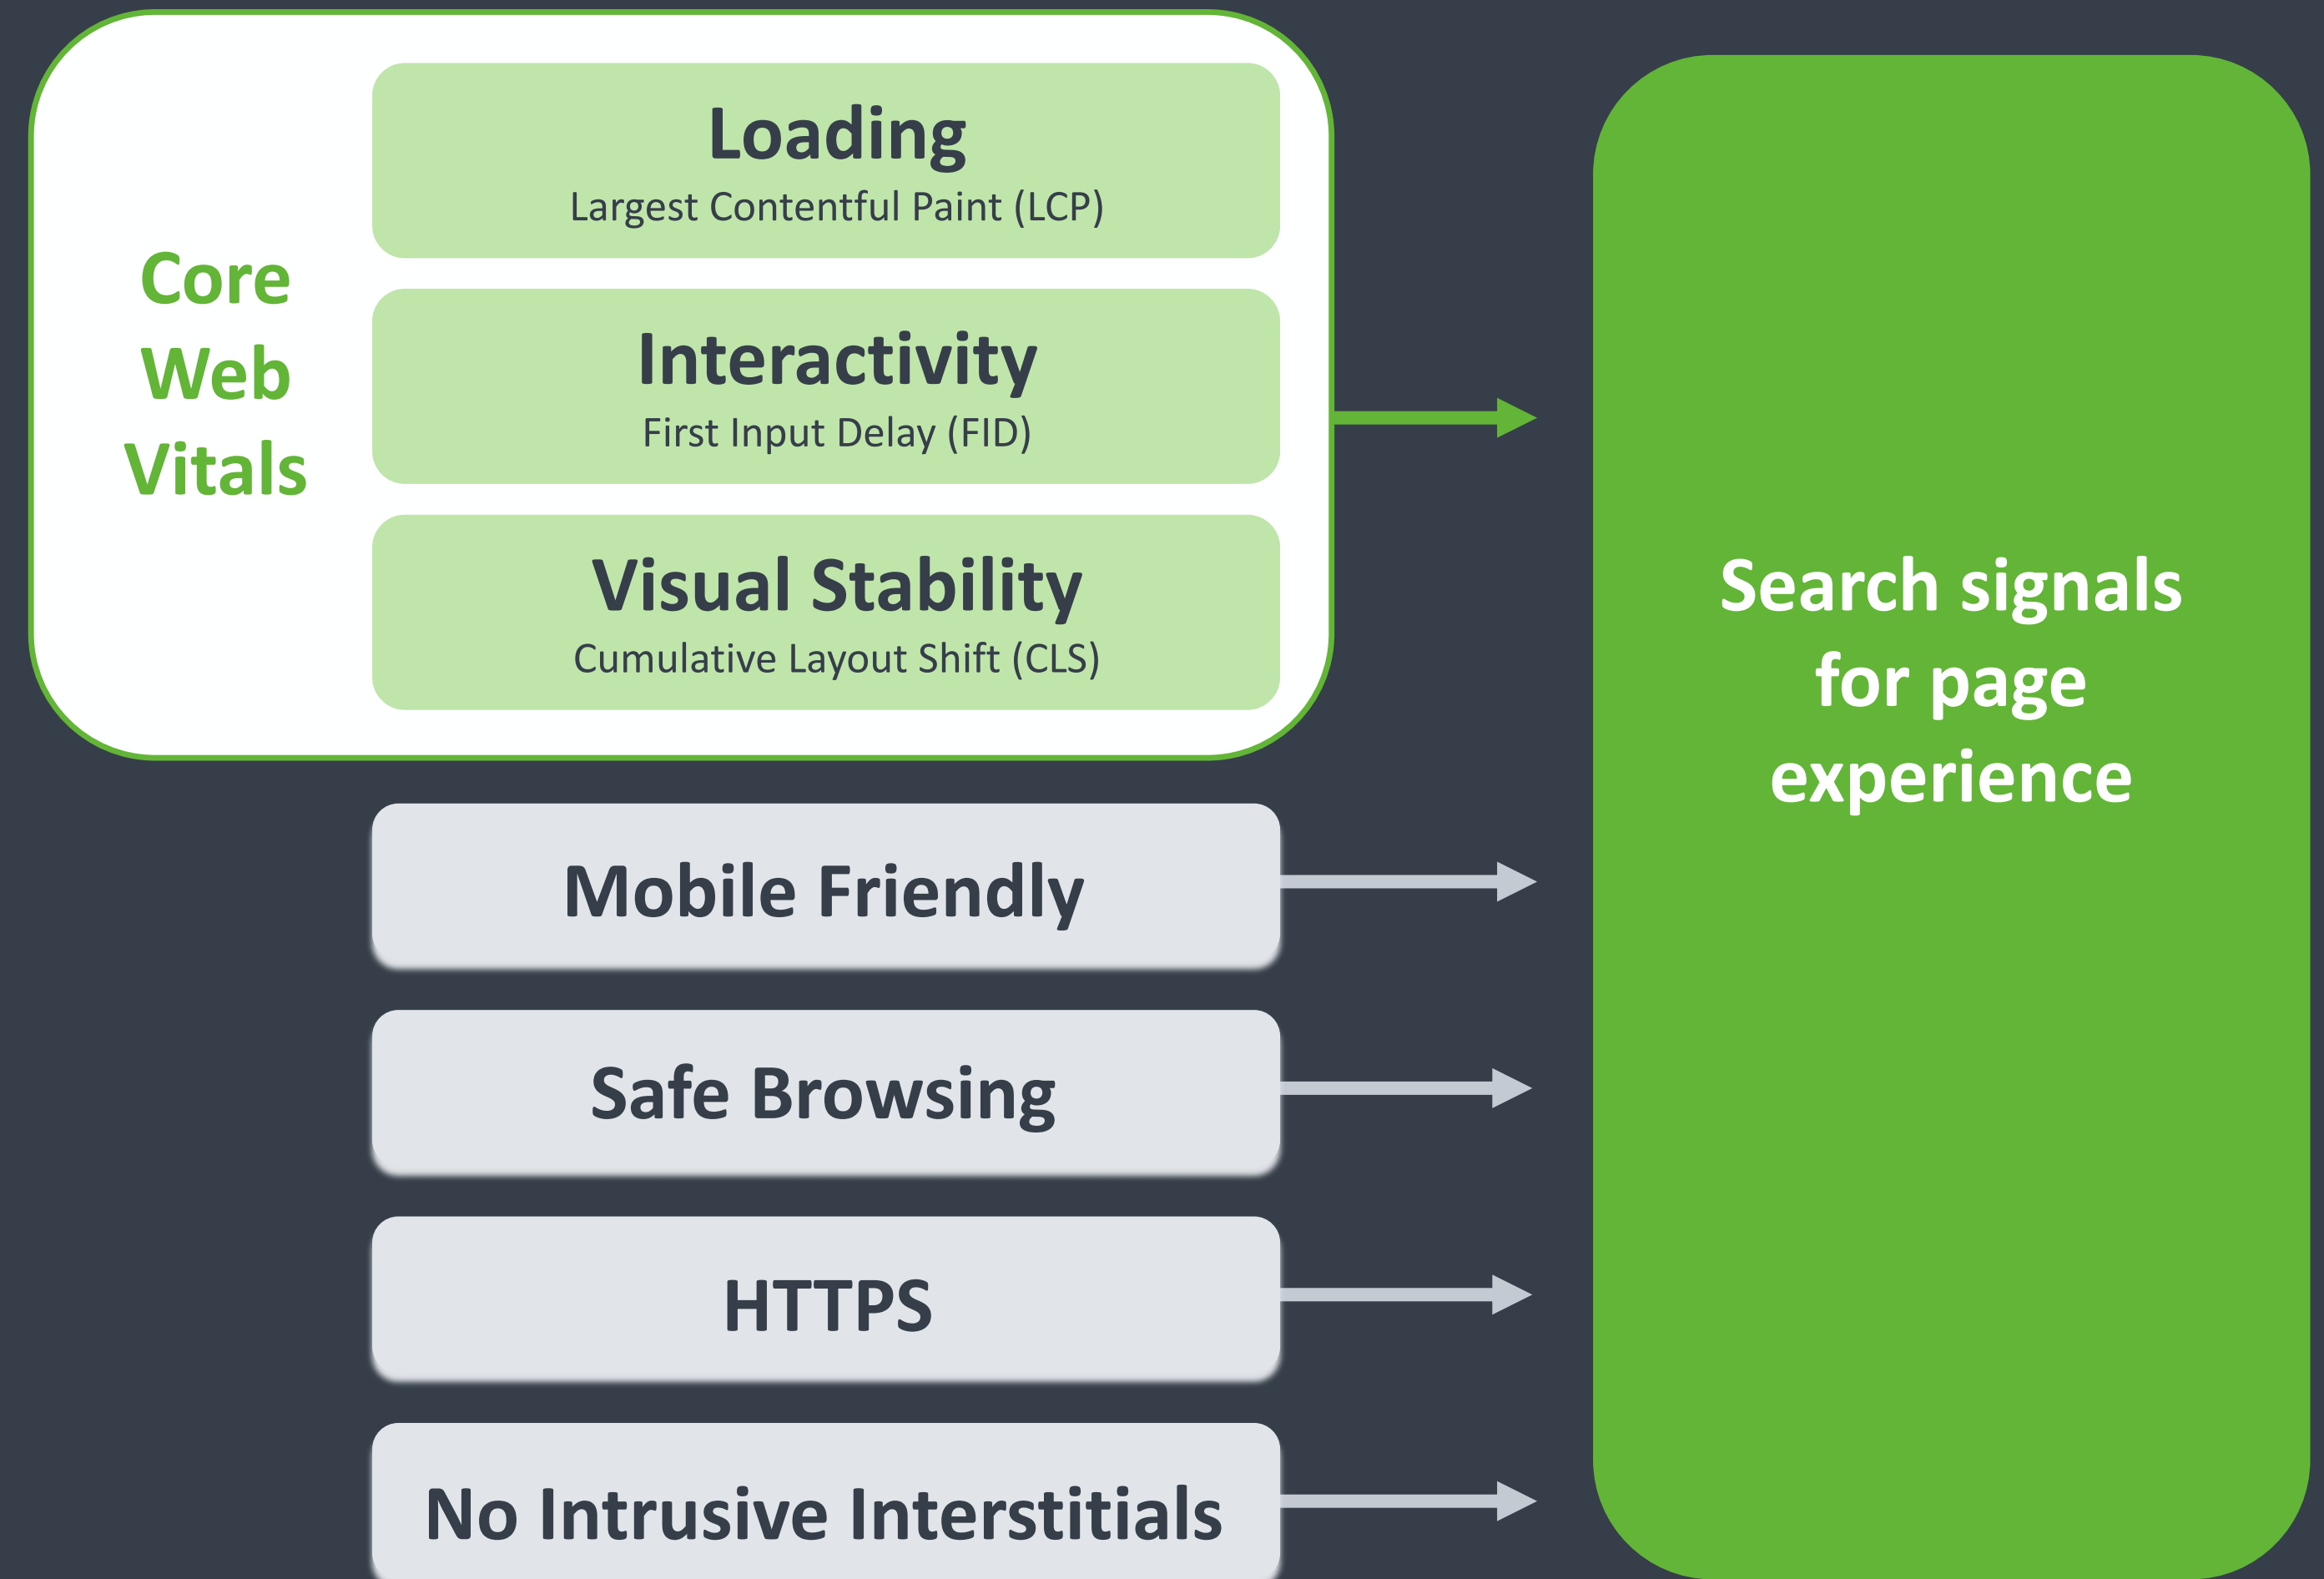 Core
Web
Vitals
Loading
Largest Contentful Paint (LCP)
Interactivity
First Input Delay (FID)
Visual Stability
Cumulative Layout Shift (CLS)
Mobile Friendly
Safe Browsing
HTTPS
No Intrusive Interstitials
Search signals
for page
experience